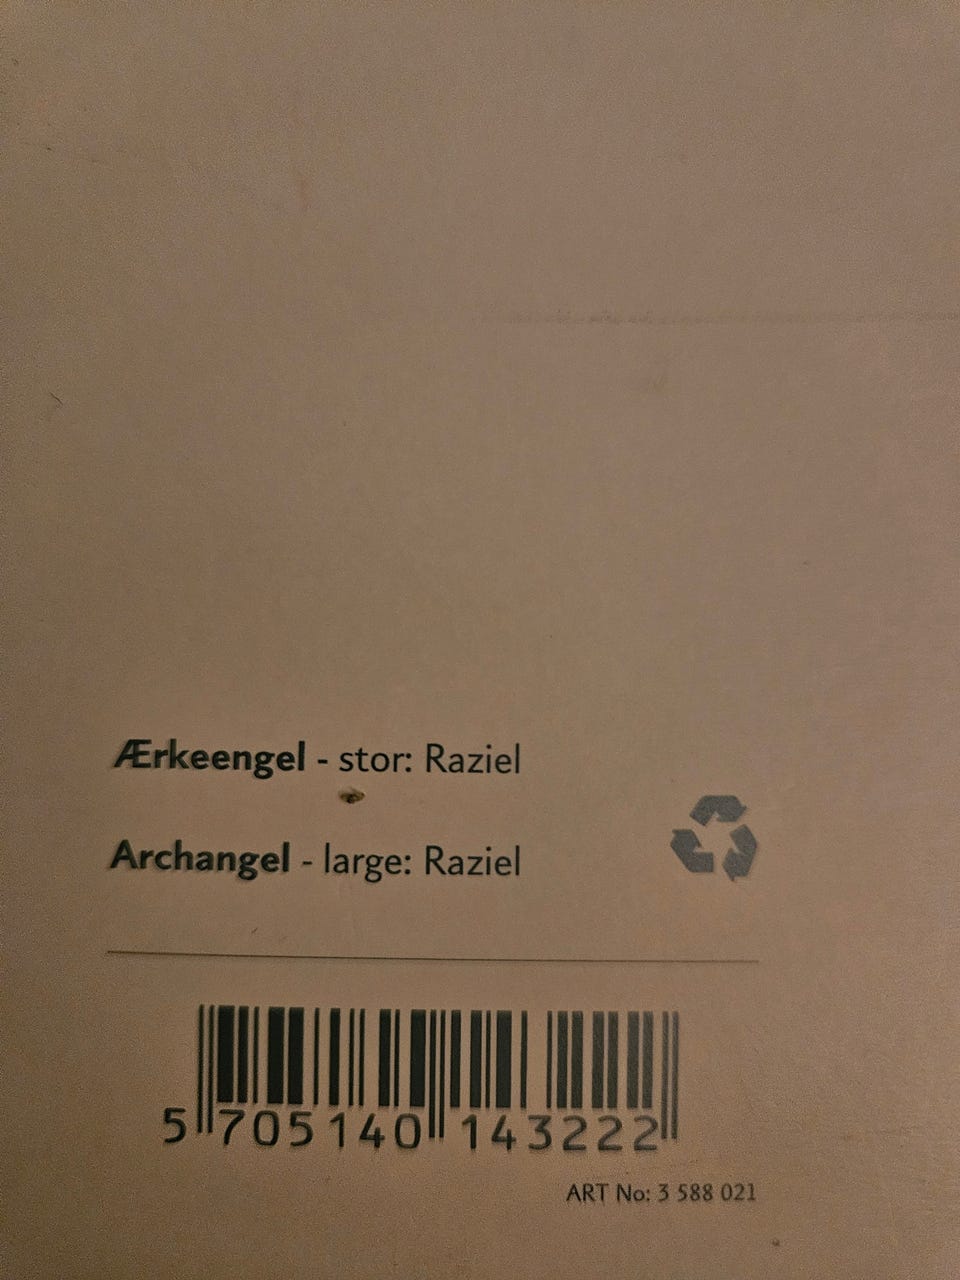 Ærkeengel - stor: Raziel
Archangel - large: Raziel
5 705140 143222
ART No: 3 588 021